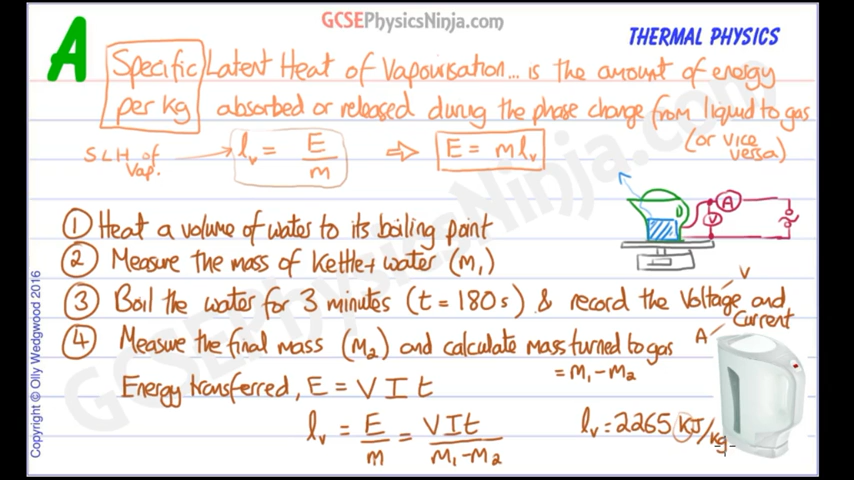 GCSEPhysicsNinja.com
A
THERMAL PHYSICS
Specific Latent Heat of Vapourisation... is the amount of energy
per kg absorbed or released during the phase change from liquid to gas
(or vice versa)
SLH of Vap. → lᵥ = E/m ⇒ E = m lᵥ
A
V
① Heat a volume of water to its boiling point
② Measure the mass of kettle + water (m₁)
③ Boil the water for 3 minutes (t = 180s) & record the Voltage and Current
V
A
④ Measure the final mass (m₂) and calculate mass turned to gas
= m₁ - m₂
Energy transferred, E = V I t
lᵥ = E/m = V I t/(m₁ - m₂)
lᵥ = 2265 kJ/kg
Copyright © Olly Wedgwood 2016
GCSEPhysicsNinja.com